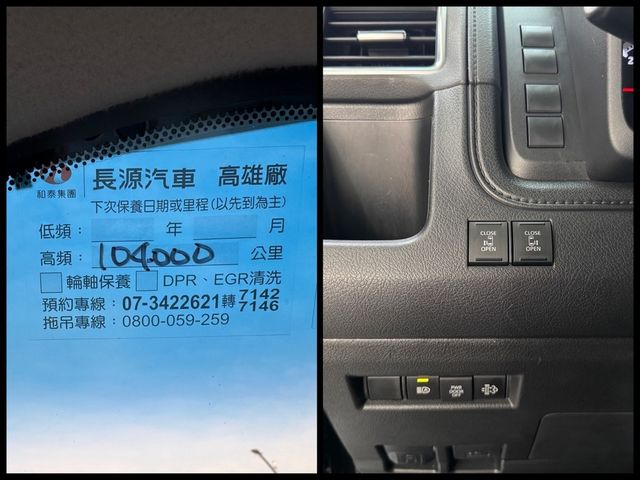 和泰集團
長源汽車 高雄廠
下次保養日期或里程(以先到為主)
低頻: 年 月
高頻: 104000 公里
輪軸保養 DPR、EGR清洗
預約專線: 07-3422621轉7142
7146
拖吊專線: 0800-059-259
CLOSE
OPEN
CLOSE
OPEN
PWR
DOOR
OFF